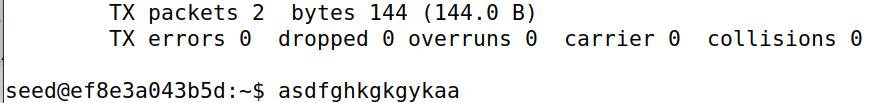 TX packets 2  bytes 144 (144.0 B)
TX errors 0  dropped 0 overruns 0  carrier 0  collisions 0
seed@ef8e3a043b5d:~$ asdfghkgkgykaa